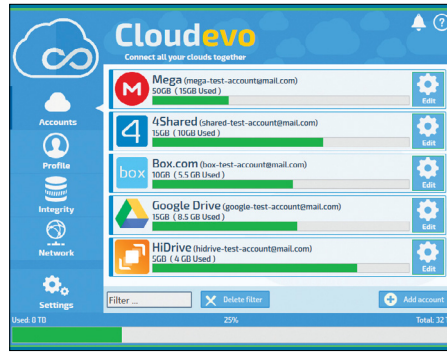 Cloudevo
Connect all your clouds together
Mega (mega-test-account@mail.com)
50GB ( 15GB Used )
Edit
Accounts
4Shared (shared-test-account@mail.com)
15GB ( 10GB Used )
Edit
Profile
box
Box.com (box-test-account@mail.com)
10GB ( 5.5 GB Used )
Edit
Integrity
Google Drive (google-test-account@mail.com)
15GB ( 8.5 GB Used )
Edit
Network
HiDrive (hidrive-test-account@mail.com)
5GB ( 4 GB Used )
Edit
Settings
Filter ...
Delete filter
Add account
Used: 0 TO
25%
Total: 32